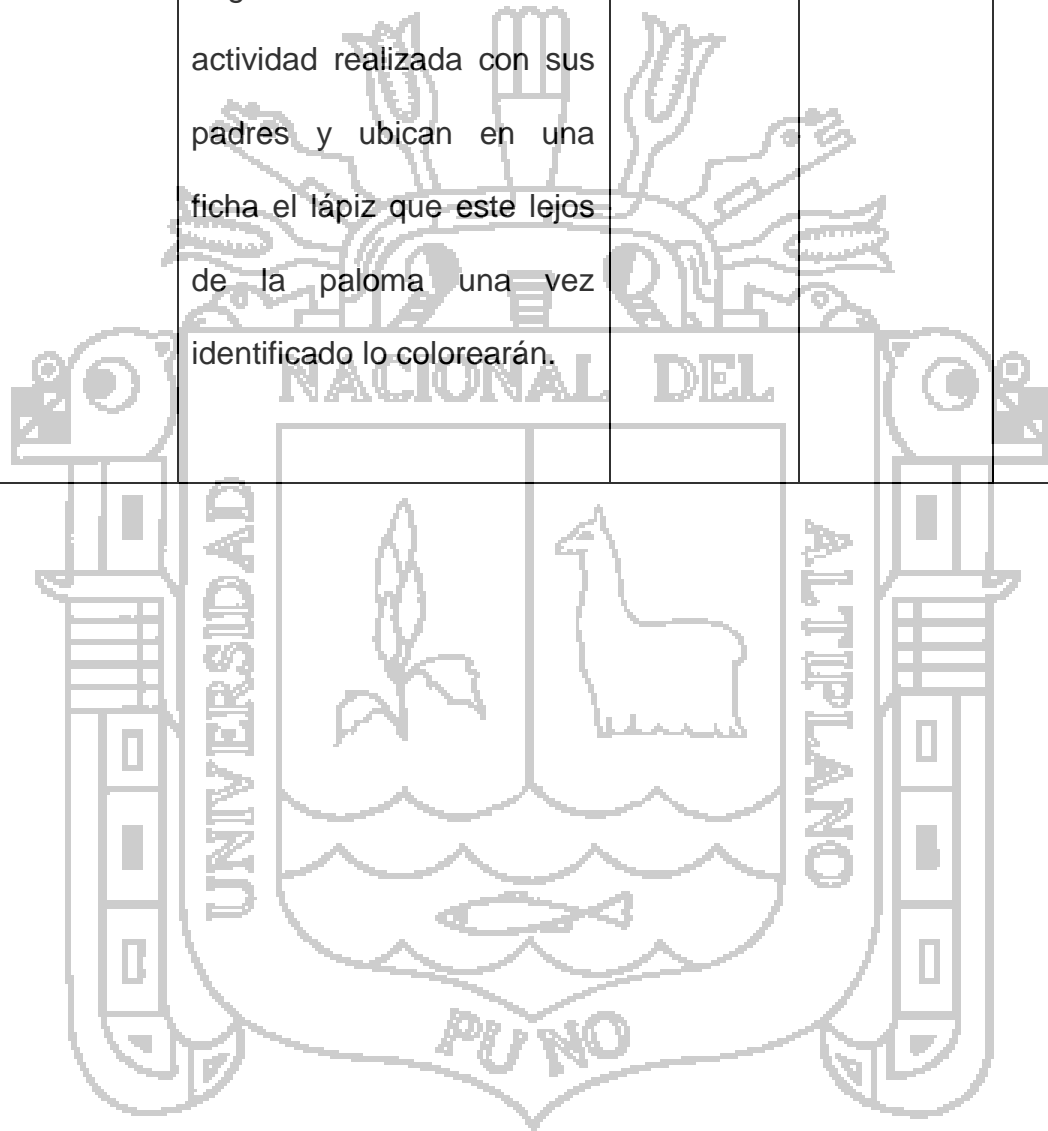 actividad realizada con sus
padres y ubican en una
ficha el lápiz que este lejos
de la paloma una vez
identificado lo colorearán.
NACIONAL DEL
UNIVERSIDAD
ALTIPLANO
PUNO